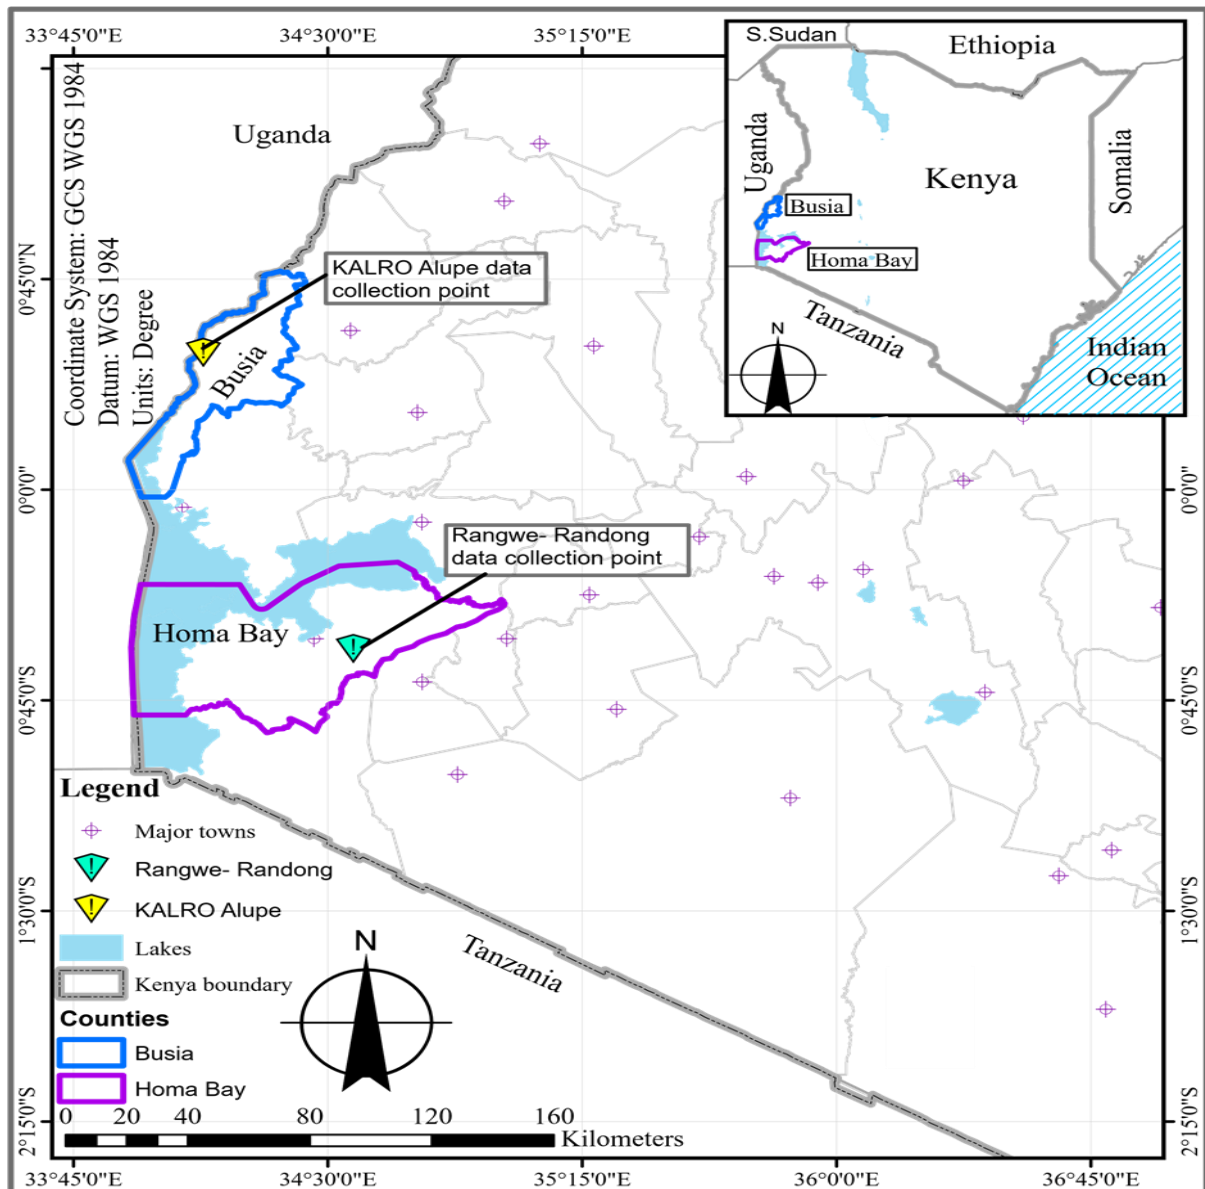 33°45'0"E 34°30'0"E 35°15'0"E
S.Sudan
Ethiopia
Uganda
Kenya
Somalia
Busia
Homa Bay
Tanzania
N
Indian
Ocean
Coordinate System: GCS WGS 1984
Datum: WGS 1984
Units: Degree
Uganda
KALRO Alupe data
collection point
Busia
Rangwe- Randong
data collection point
Homa Bay
Tanzania
0°45'0"N
0°0'0"
0°45'0"S
1°30'0"S
2°15'0"S
0°0'0"
0°45'0"S
1°30'0"S
2°15'0"S
Legend
Major towns
Rangwe- Randong
KALRO Alupe
Lakes
Kenya boundary
Counties
Busia
Homa Bay
N
0 20 40 80 120 160
Kilometers
33°45'0"E 34°30'0"E 35°15'0"E 36°0'0"E 36°45'0"E